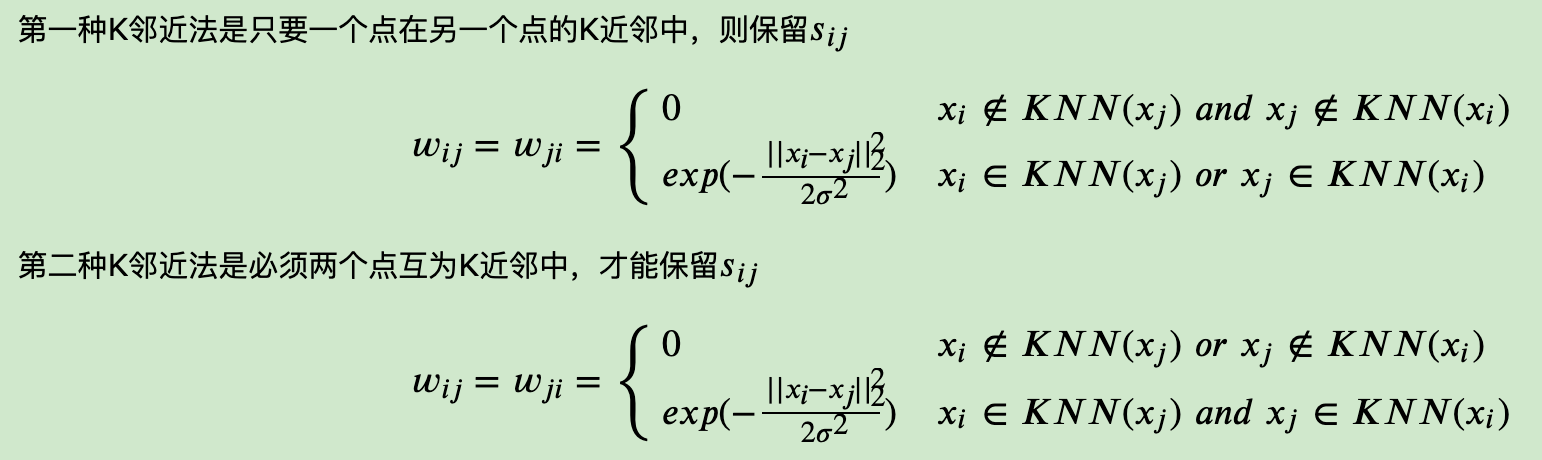 第一种K邻近法是只要一个点在另一个点的K近邻中，则保留s_{ij}
w_{ij} = w_{ji} = { 0    x_i ∉ KNN(x_j) and x_j ∉ KNN(x_i)
exp(-\frac{||x_i-x_j||_2^2}{2σ^2})    x_i ∈ KNN(x_j) or x_j ∈ KNN(x_i)
第二种K邻近法是必须两个点互为K近邻中，才能保留s_{ij}
w_{ij} = w_{ji} = { 0    x_i ∉ KNN(x_j) or x_j ∉ KNN(x_i)
exp(-\frac{||x_i-x_j||_2^2}{2σ^2})    x_i ∈ KNN(x_j) and x_j ∈ KNN(x_i)